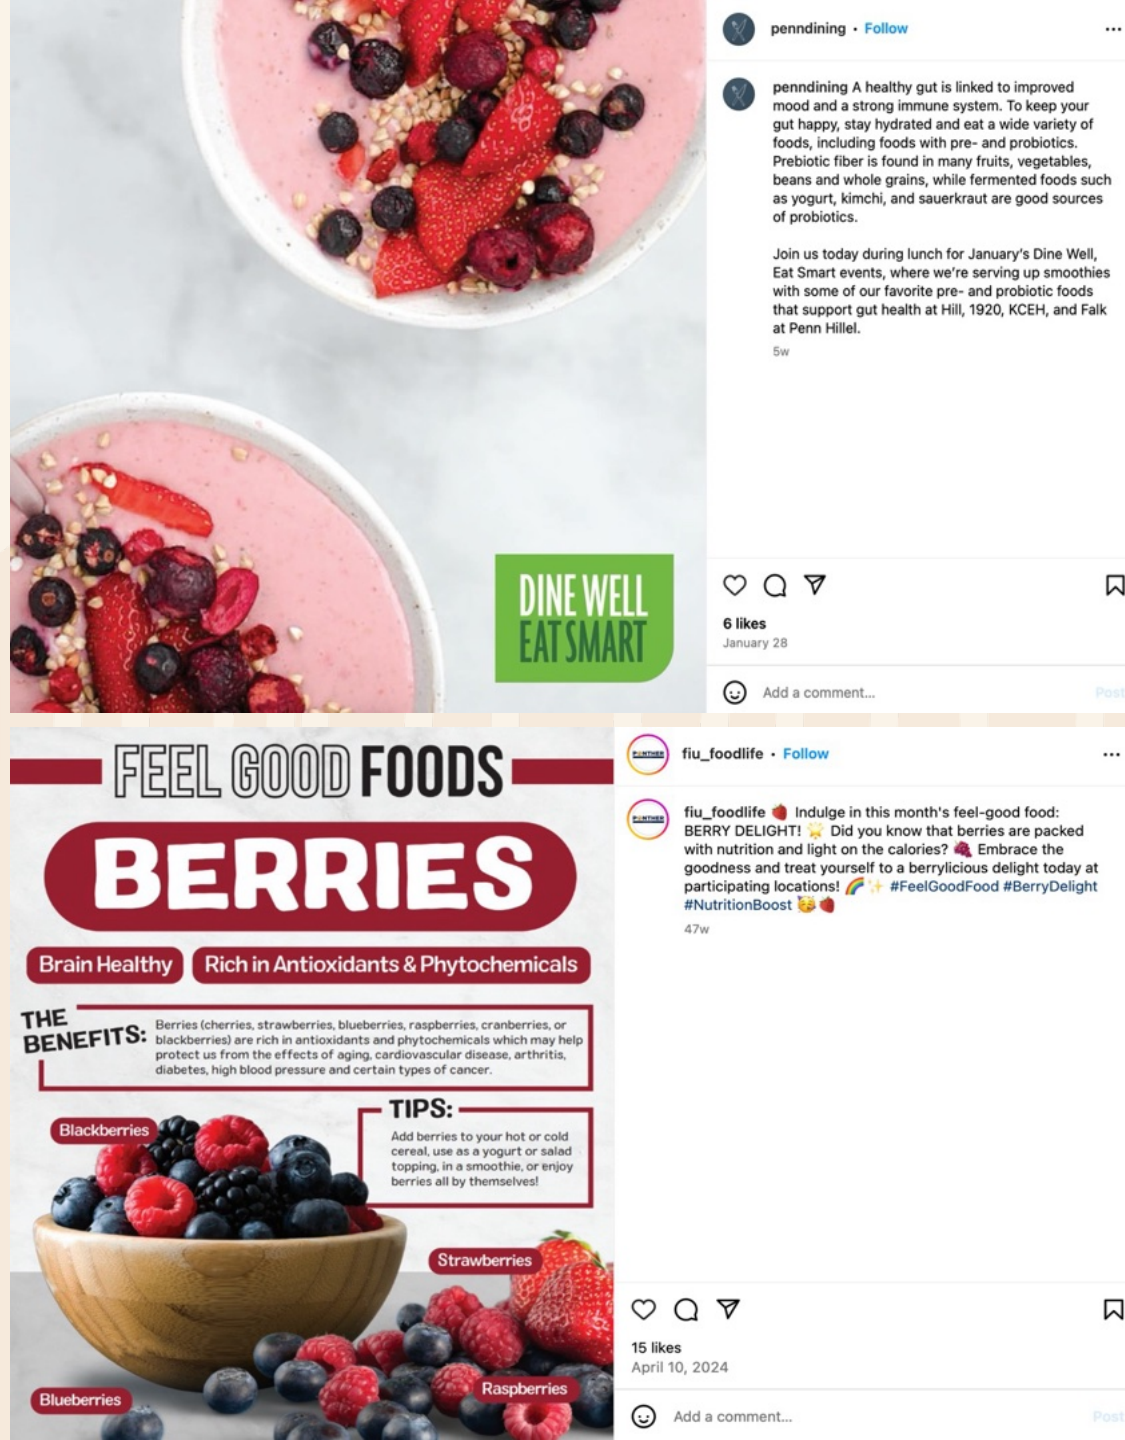 penndining • Follow
penndining A healthy gut is linked to improved
mood and a strong immune system. To keep your
gut happy, stay hydrated and eat a wide variety of
foods, including foods with pre- and probiotics.
Prebiotic fiber is found in many fruits, vegetables,
beans and whole grains, while fermented foods such
as yogurt, kimchi, and sauerkraut are good sources
of probiotics.
Join us today during lunch for January's Dine Well,
Eat Smart events, where we're serving up smoothies
with some of our favorite pre- and probiotic foods
that support gut health at Hill, 1920, KCEH, and Falk
at Penn Hillel.
5w
DINE WELL
EAT SMART
6 likes
January 28
Add a comment...
Post
FEEL GOOD FOODS
BERRIES
Brain Healthy
Rich in Antioxidants & Phytochemicals
THE
BENEFITS:
Berries (cherries, strawberries, blueberries, raspberries, cranberries, or
blackberries) are rich in antioxidants and phytochemicals which may help
protect us from the effects of aging, cardiovascular disease, arthritis,
diabetes, high blood pressure and certain types of cancer.
TIPS:
Add berries to your hot or cold
cereal, use as a yogurt or salad
topping, in a smoothie, or enjoy
berries all by themselves!
Blackberries
Strawberries
Raspberries
Blueberries
PANTHER
fiu_foodlife • Follow
PANTHER
fiu_foodlife 🍓 Indulge in this month's feel-good food:
BERRY DELIGHT! 🌟 Did you know that berries are packed
with nutrition and light on the calories? 🍇 Embrace the
goodness and treat yourself to a berrylicious delight today at
participating locations! 🌈✨ #FeelGoodFood #BerryDelight
#NutritionBoost 🥳🍓
47w
15 likes
April 10, 2024
Add a comment...
Post